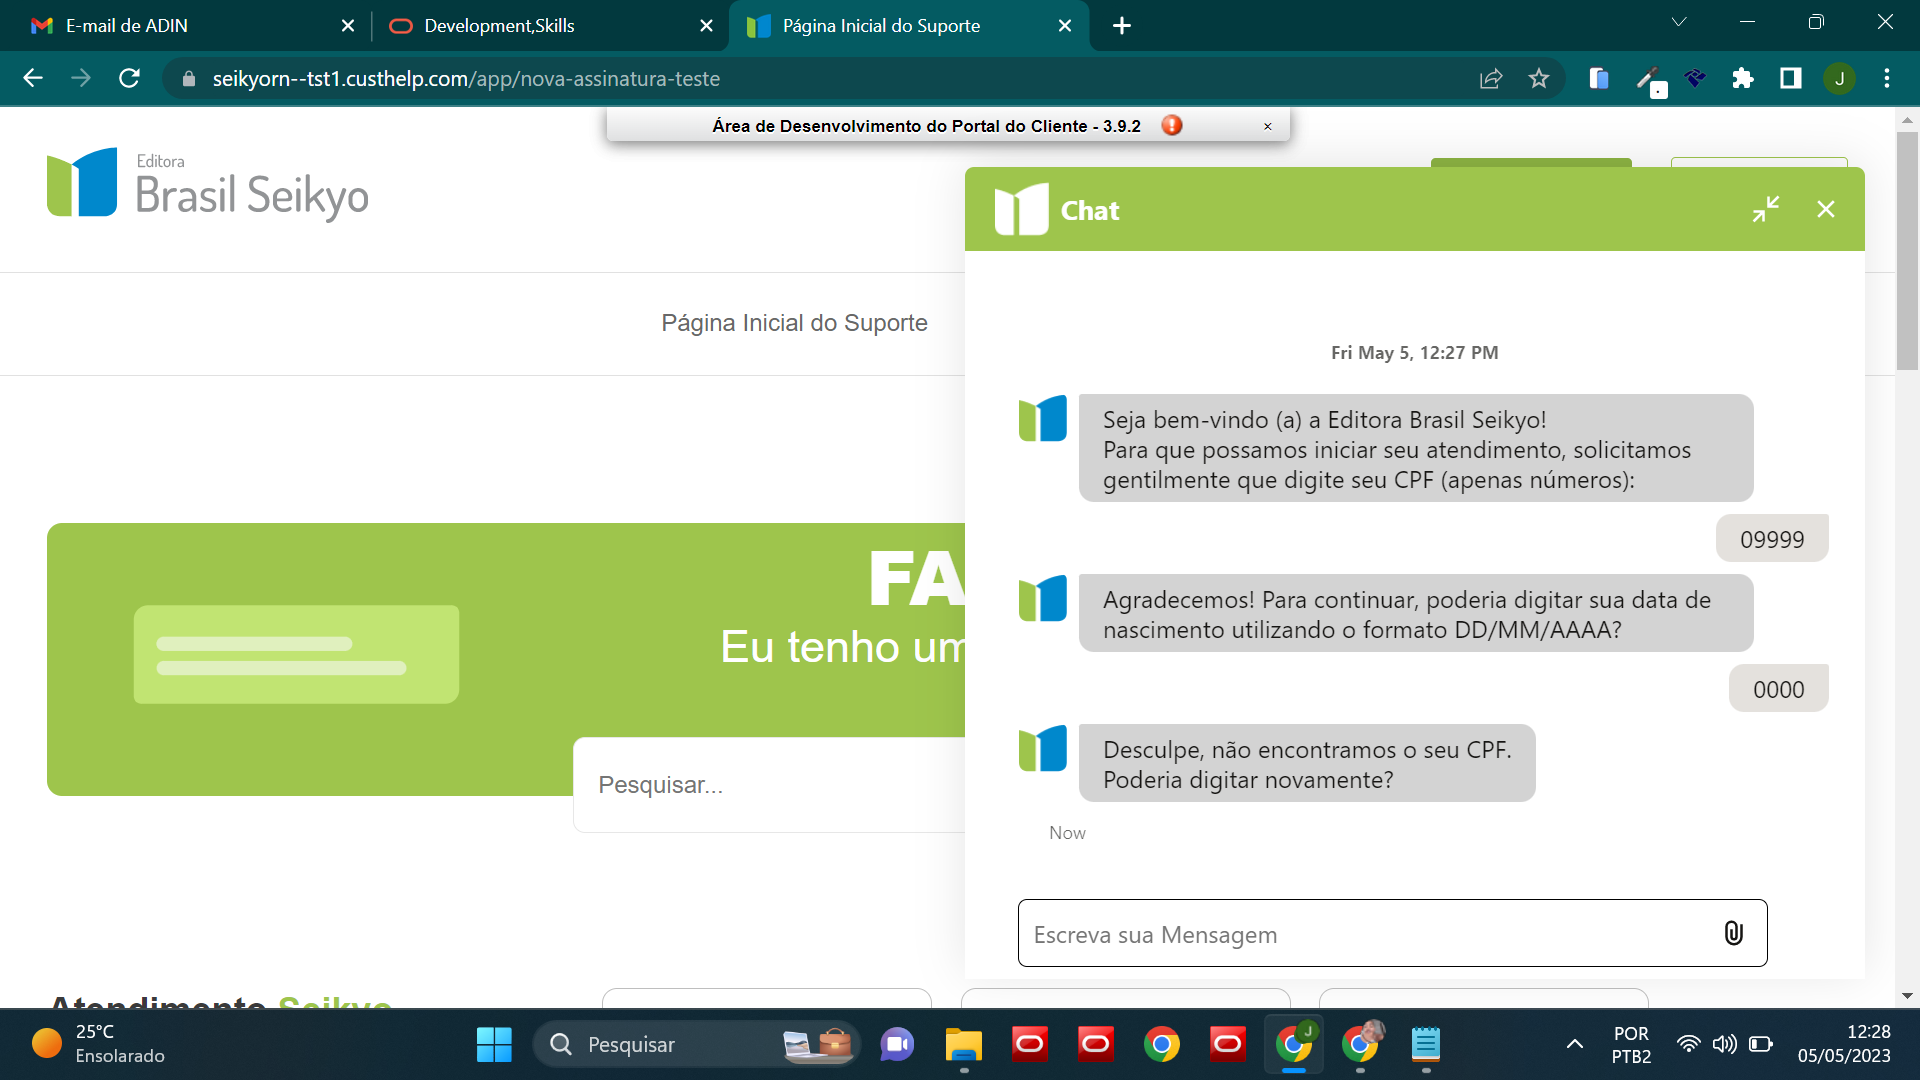 E-mail de ADIN
Development,Skills
Página Inicial do Suporte
seikyorn--tst1.custhelp.com/app/nova-assinatura-teste
J
Área de Desenvolvimento do Portal do Cliente - 3.9.2
×
Editora
Brasil Seikyo
Chat
Página Inicial do Suporte
Fri May 5, 12:27 PM
Seja bem-vindo (a) a Editora Brasil Seikyo!
Para que possamos iniciar seu atendimento, solicitamos
gentilmente que digite seu CPF (apenas números):
09999
Agradecemos! Para continuar, poderia digitar sua data de
nascimento utilizando o formato DD/MM/AAAA?
0000
Desculpe, não encontramos o seu CPF.
Poderia digitar novamente?
Now
Escreva sua Mensagem
FA
Eu tenho um
Pesquisar...
Atendimento Seikyo
25°C
Ensolarado
Pesquisar
J
POR
PTB2
12:28
05/05/2023